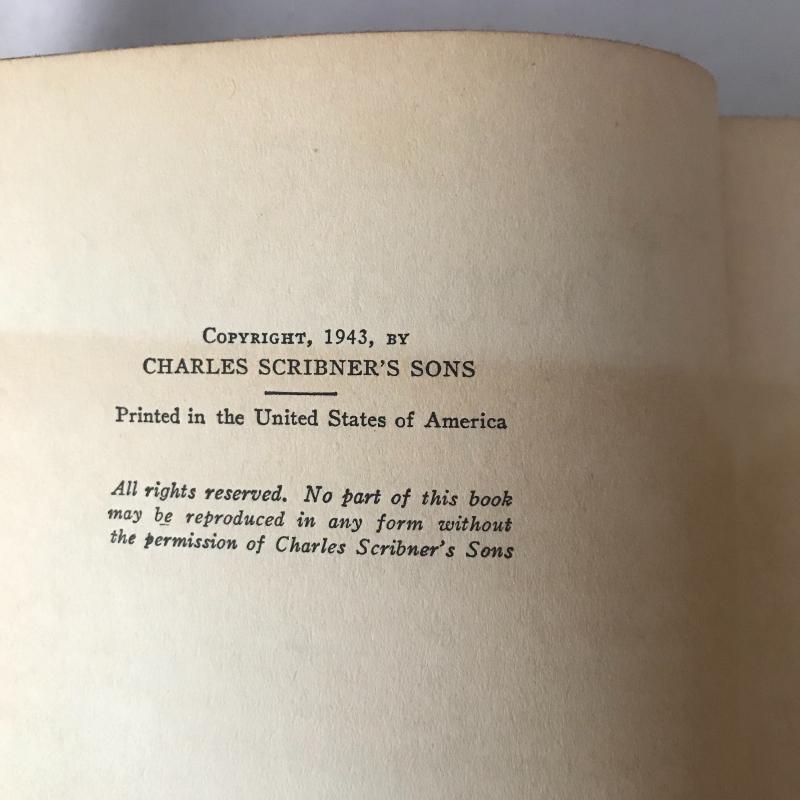 COPYRIGHT, 1943, BY
CHARLES SCRIBNER'S SONS
Printed in the United States of America
All rights reserved. No part of this book
may be reproduced in any form without
the permission of Charles Scribner's Sons